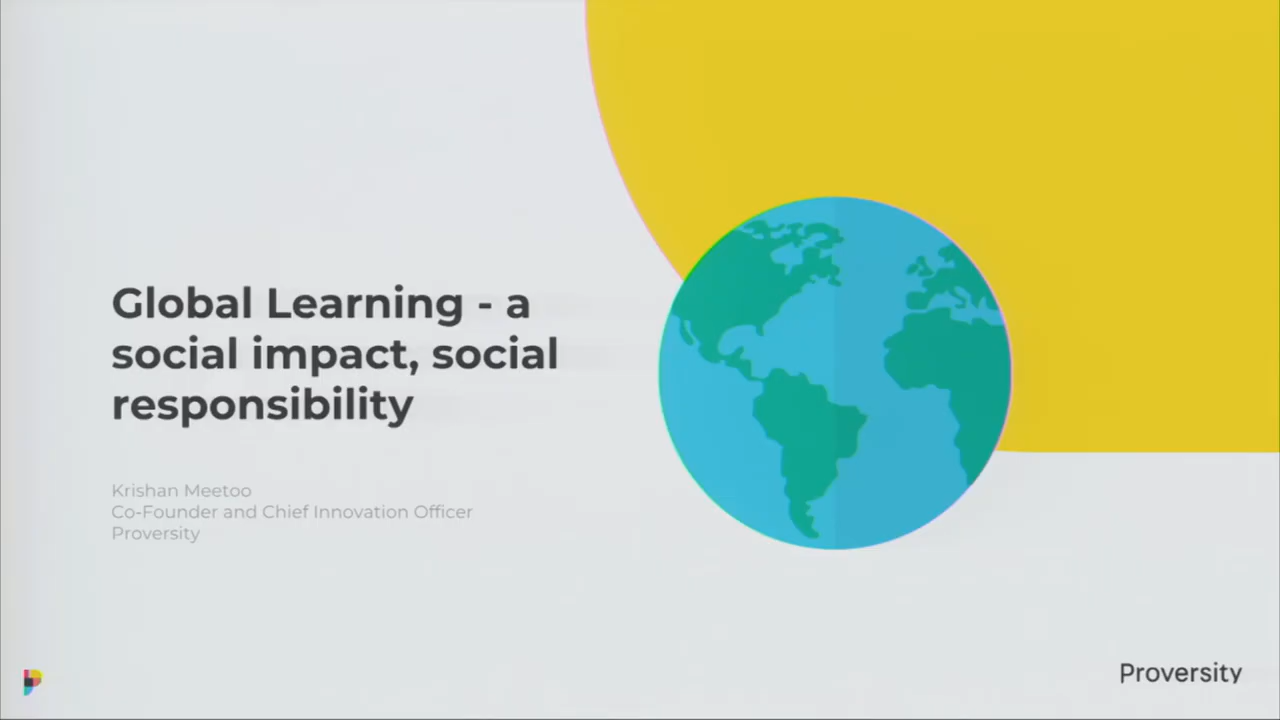 Global Learning - a
social impact, social
responsibility
Krishan Meetoo
Co-Founder and Chief Innovation Officer
Proversity
Proversity